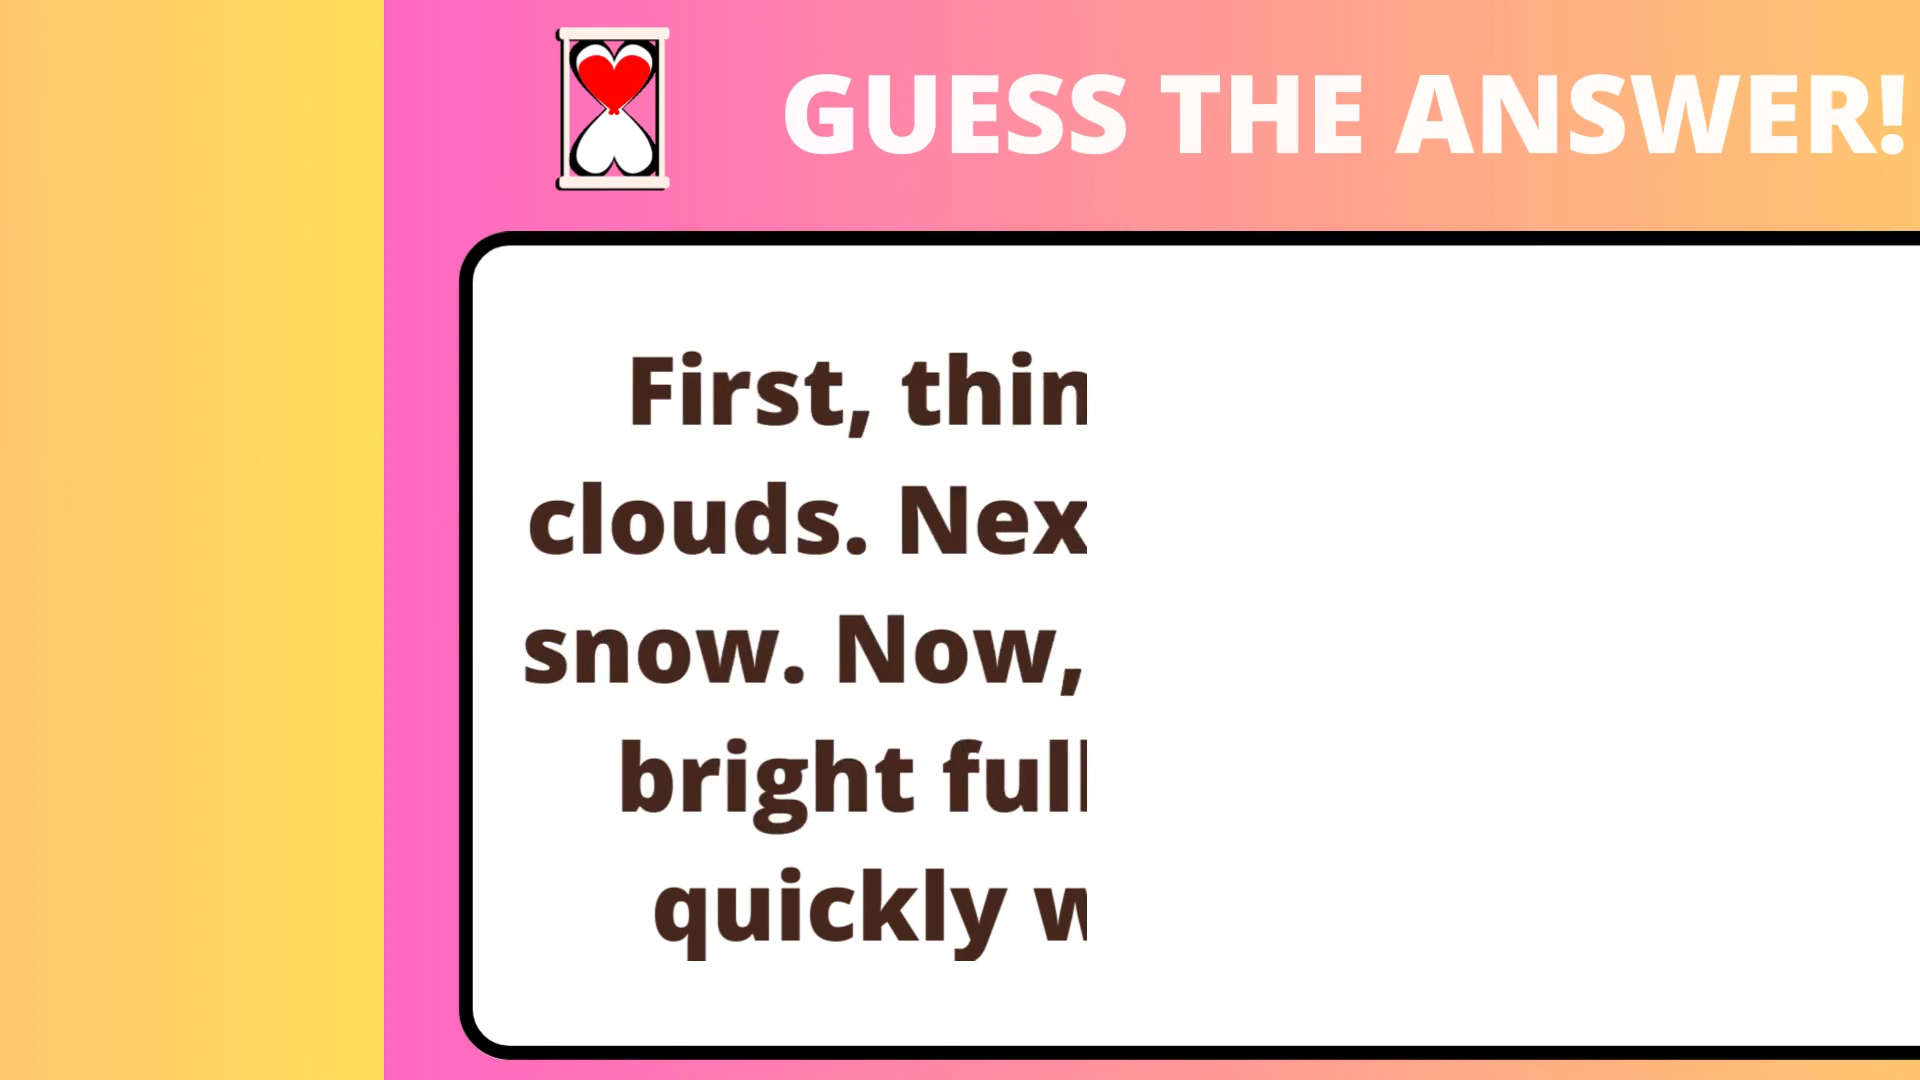 GUESS THE ANSWER!
First, thin
clouds. Nex
snow. Now,
bright full
quickly w